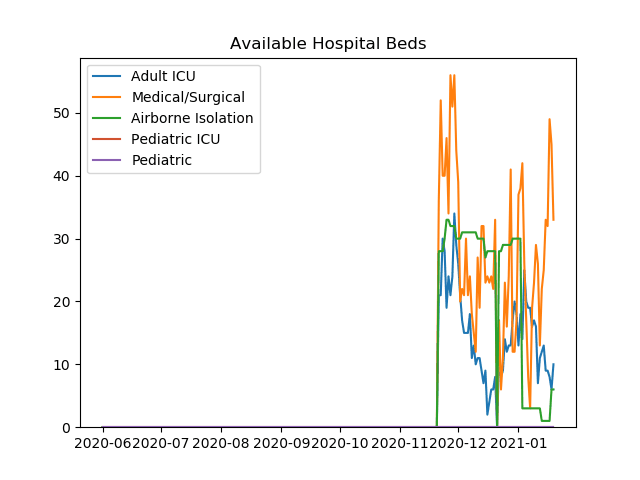 Available Hospital Beds
Adult ICU
Medical/Surgical
Airborne Isolation
Pediatric ICU
Pediatric
50
40
30
20
10
0
2020-06 2020-07 2020-08 2020-09 2020-10 2020-11 2020-12 2021-01